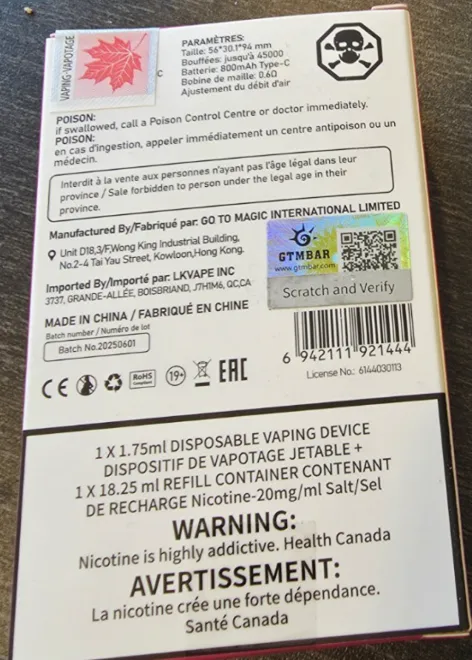 VAPING·VAPOTAGE
C
PARAMÈTRES:
Taille: 56*30.1*94 mm
Bouffées: jusqu'à 45000
Batterie: 800mAh Type-C
Bobine de maille: 0.6Ω
Ajustement du débit d'air
POISON:
if swallowed, call a Poison Control Centre or doctor immediately.
POISON:
en cas d'ingestion, appeler immédiatement un centre antipoison ou un
médecin.
Interdit à la vente aux personnes n'ayant pas l'âge légal dans leur
province / Sale forbidden to person under the legal age in their
province.
Manufactured By/Fabriqué par: GO TO MAGIC INTERNATIONAL LIMITED
Unit D18,3/F,Wong King Industrial Building,
No.2-4 Tai Yau Street, Kowloon,Hong Kong.
Imported By/Importé par: LKVAPE INC
3737, GRANDE-ALLÉE, BOISBRIAND, J7H1M6, QC,CA
MADE IN CHINA / FABRIQUÉ EN CHINE
Batch number / Numéro de lot
Batch No.20250601
GTMBAR
www.gtmbar.com
Scratch and Verify
6 942111 921444
License No.: 6144030113
CE
RoHS
Compliant
19+
EAC
1 X 1.75ml DISPOSABLE VAPING DEVICE
DISPOSITIF DE VAPOTAGE JETABLE +
1 X 18.25 ml REFILL CONTAINER CONTENANT
DE RECHARGE Nicotine-20mg/ml Salt/Sel
WARNING:
Nicotine is highly addictive. Health Canada
AVERTISSEMENT:
La nicotine crée une forte dépendance.
Santé Canada